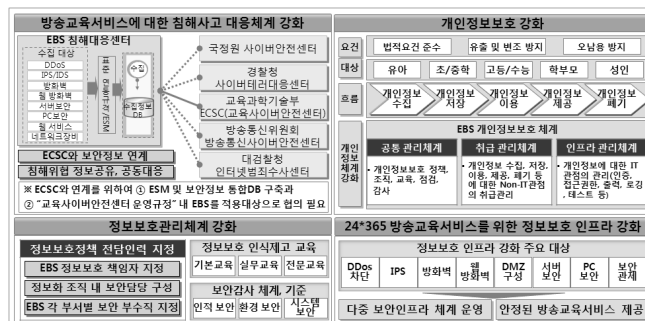 방송교육서비스에 대한 침해사고 대응체계 강화
EBS 침해대응센터
수집 대상
DDoS
IPS/IDS
방화벽
웹 방화벽
서버보안
PC보안
웹 서비스
네트워크장비
수집
수집정보
DB
국정원 사이버안전센터
경찰청
사이버테러대응센터
교육과학기술부
ECSC(교육사이버안전센터)
방송통신위원회
방송통신사이버안전센터
대검찰청
인터넷범죄수사센터
ECSC와 보안정보 연계
침해위협 정보공유, 공동대응
※ ECSC와 연계를 위하여 ① ESM 및 보안정보 통합DB 구축과
② “교육사이버안전센터 운영규정” 내 EBS를 적용대상으로 협의 필요
개인정보보호 강화
요건
법적요건 준수
유출 및 변조 방지
오남용 방지
대상
유아
초/중학
고등/수능
학부모
성인
흐름
개인정보
수집
개인정보
저장
개인정보
이용
개인정보
제공
개인정보
폐기
개인
정보
체계
강화
EBS 개인정보보호 체계
공통 관리체계
• 개인정보보호 정책,
조직, 교육, 점검,
감사
취급 관리체계
• 개인정보 수집, 저장,
이용, 제공, 폐기 등
에 대한 Non-IT관점
의 취급관리
인프라 관리체계
• 개인정보에 대한 IT
관점의 관리(인증,
접근권한, 출력, 로깅
, 테스트 등)
정보보호관리체계 강화
정보보호정책 전담인력 지정
EBS 정보보호 책임자 지정
정보화 조직 내 보안담당 구성
EBS 각 부서별 보안 부수직 지정
정보보호 인식제고 교육
기본교육
실무교육
전문교육
보안감사 체계, 기준
인적 보안
환경 보안
시스템
보안
24*365 방송교육서비스를 위한 정보보호 인프라 강화
정보보호 인프라 강화 주요 대상
DDos
차단
IPS
방화벽
웹
방화벽
DMZ
구성
서버
보안
PC
보안
보안
관제
다중 보안인프라 체계 운영
안정된 방송교육서비스 제공